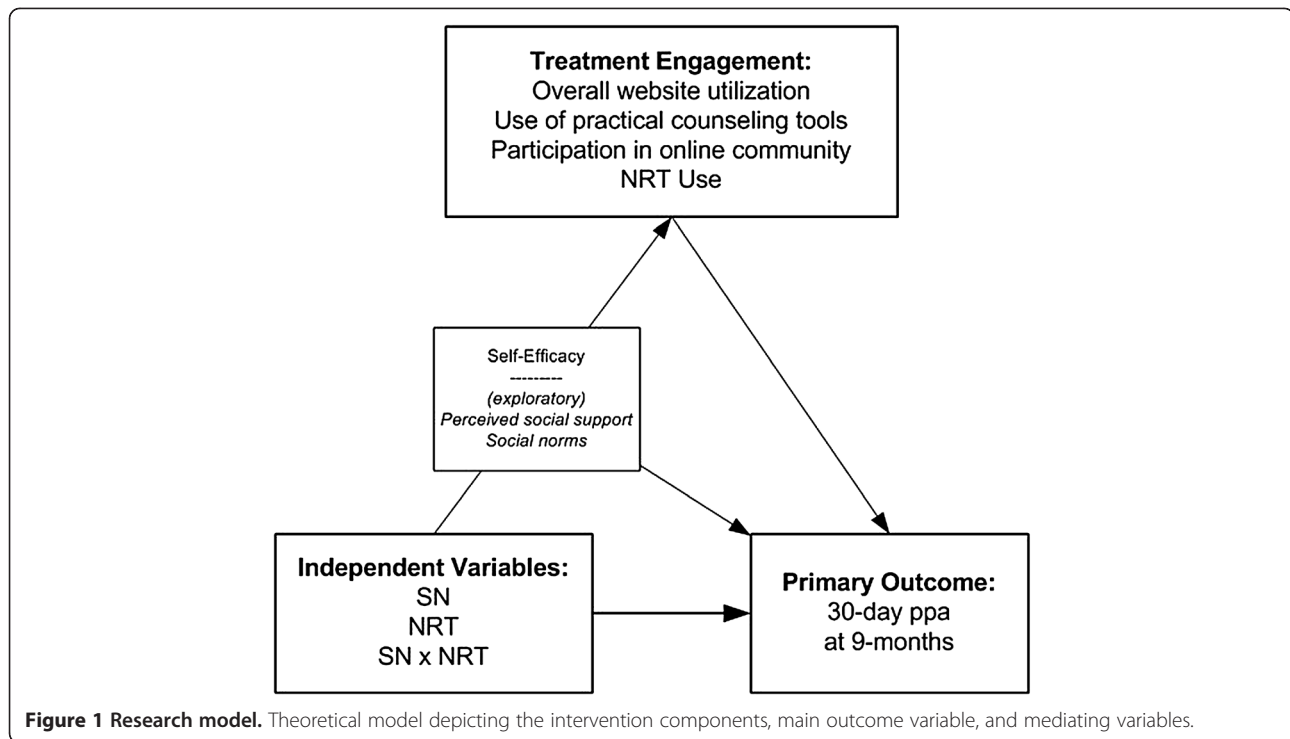 Treatment Engagement:
Overall website utilization
Use of practical counseling tools
Participation in online community
NRT Use
Self-Efficacy
---------
(exploratory)
Perceived social support
Social norms
Independent Variables:
SN
NRT
SN x NRT
Primary Outcome:
30-day ppa
at 9-months
Figure 1 Research model. Theoretical model depicting the intervention components, main outcome variable, and mediating variables.